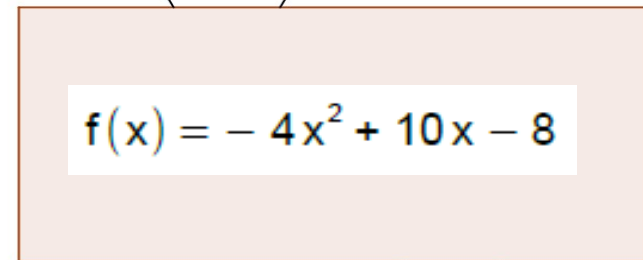 f(x) = – 4x² + 10x – 8